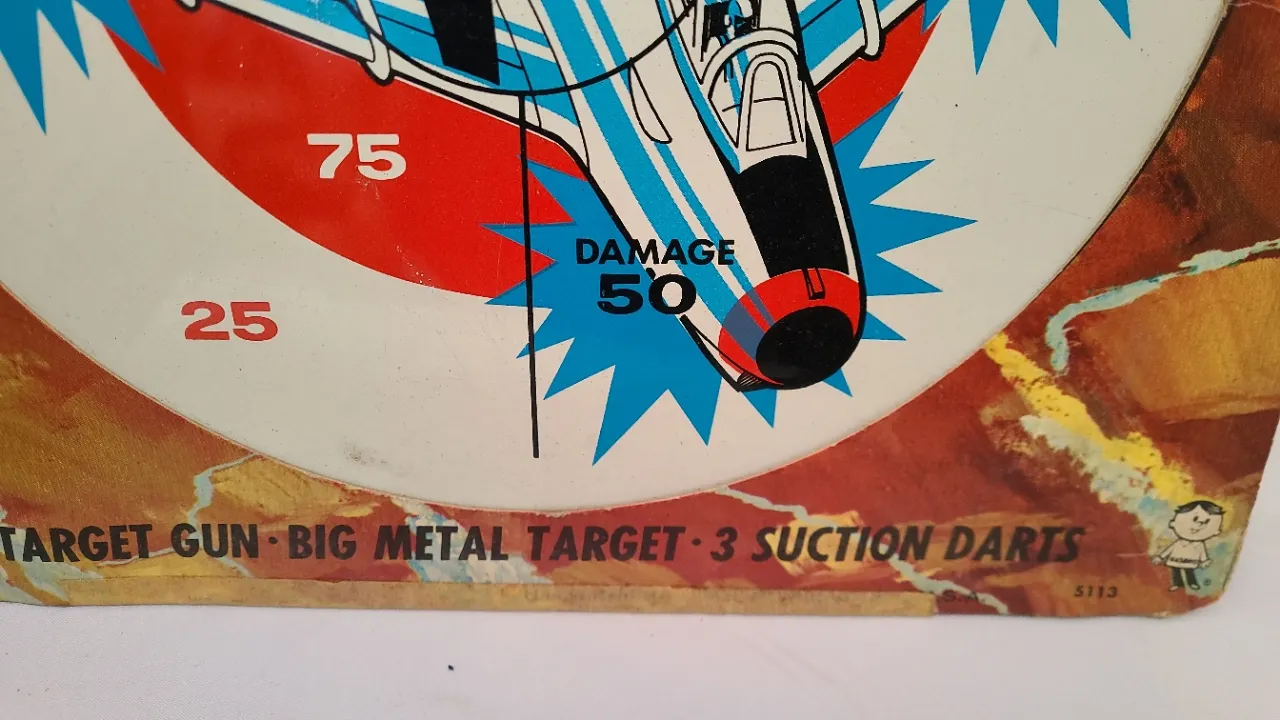 75
DAMAGE
50
25
TARGET GUN · BIG METAL TARGET · 3 SUCTION DARTS
S.A.
5113